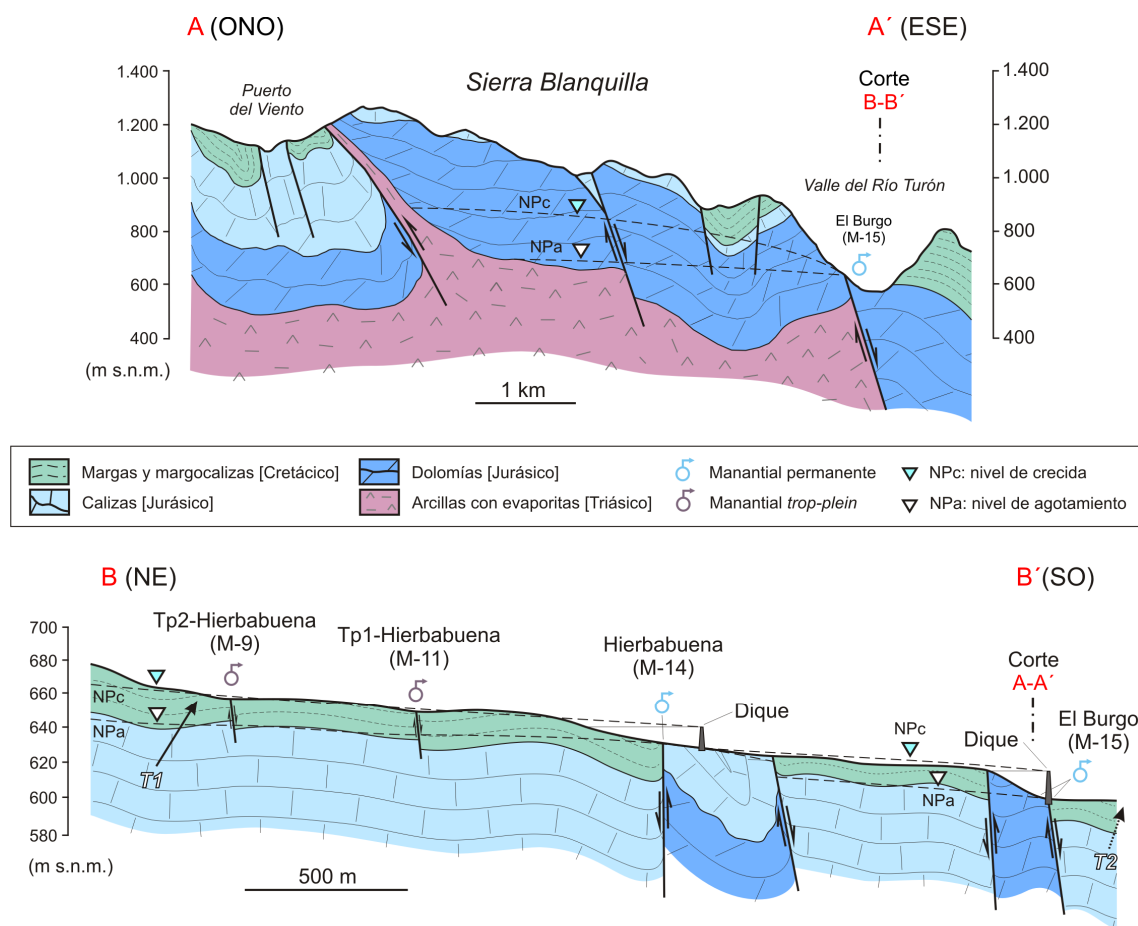 A (ONO)
A´ (ESE)
1.400
1.200
1.000
800
600
400
(m s.n.m.)
Puerto
del Viento
Sierra Blanquilla
Corte
B-B´
Valle del Río Turón
El Burgo
(M-15)
NPc
NPa
1.400
1.200
1.000
800
600
400
1 km
Margas y margocalizas [Cretácico]
Dolomías [Jurásico]
Manantial permanente
NPc: nivel de crecida
Calizas [Jurásico]
Arcillas con evaporitas [Triásico]
Manantial trop-plein
NPa: nivel de agotamiento
B (NE)
B´(SO)
700
680
660
640
620
600
580
(m s.n.m.)
Tp2-Hierbabuena
(M-9)
Tp1-Hierbabuena
(M-11)
Hierbabuena
(M-14)
Corte
A-A´
El Burgo
(M-15)
Dique
Dique
NPc
NPa
NPc
NPa
T1
T2
500 m